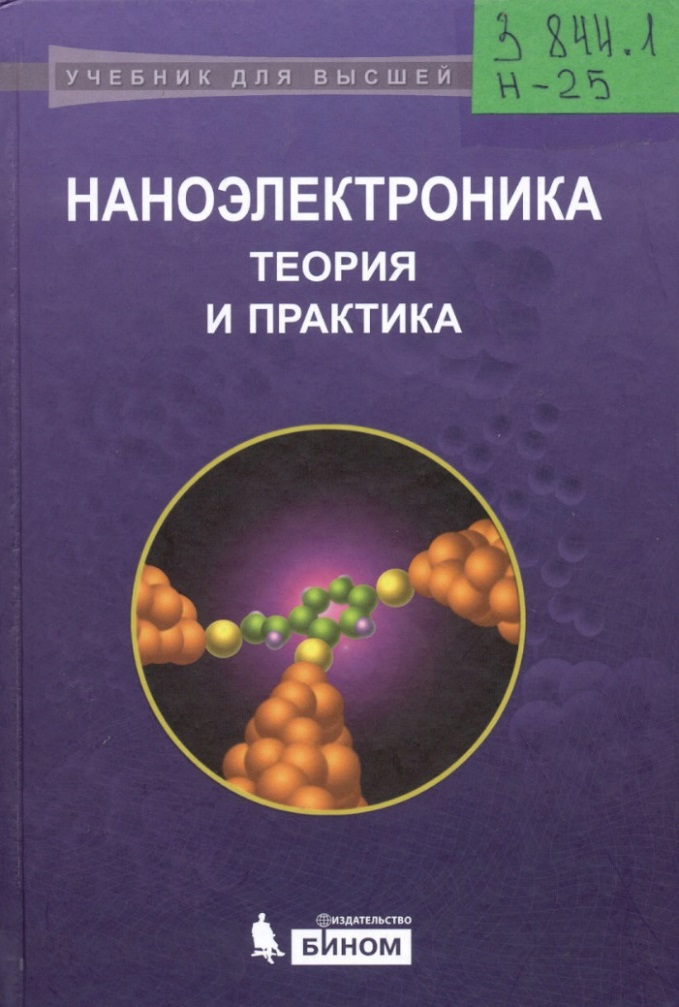 З 844.1
Н-25
УЧЕБНИК ДЛЯ ВЫСШЕЙ
НАНОЭЛЕКТРОНИКА
ТЕОРИЯ
И ПРАКТИКА
ИЗДАТЕЛЬСТВО
БИНОМ